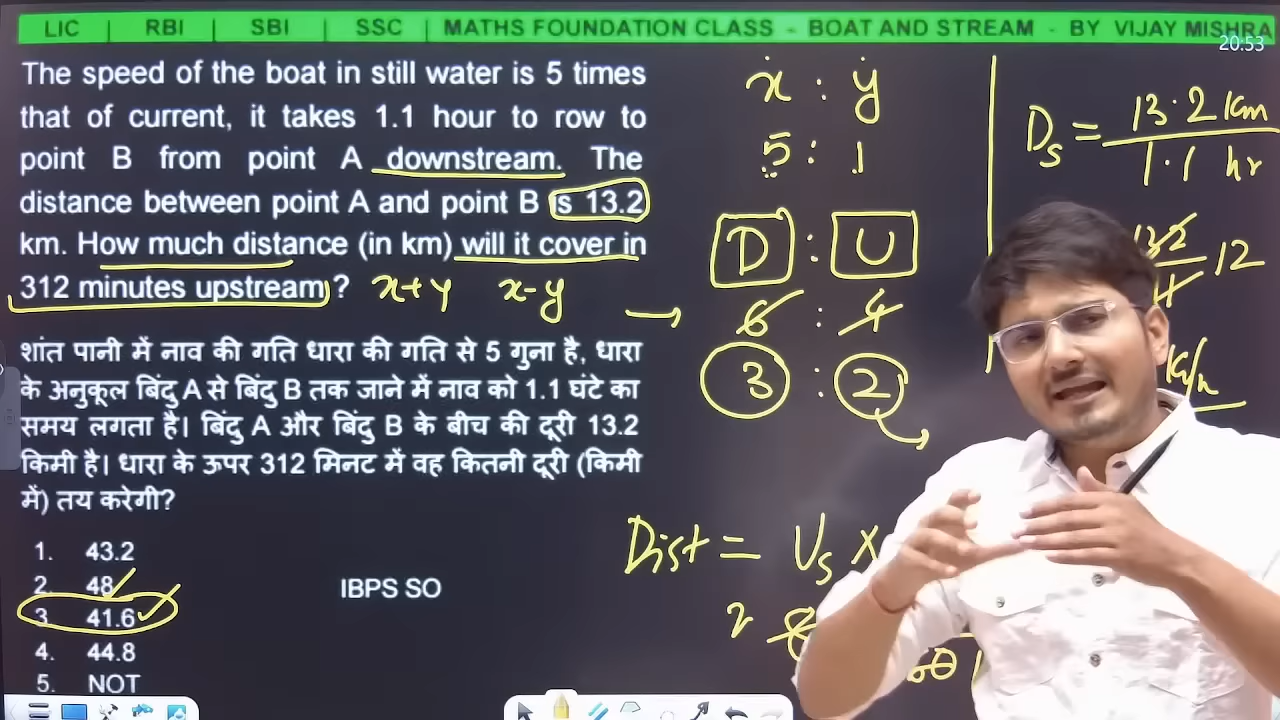 LIC | RBI | SBI | SSC | MATHS FOUNDATION CLASS - BOAT AND STREAM - BY VIJAY MISHRA
20:53
The speed of the boat in still water is 5 times
that of current, it takes 1.1 hour to row to
point B from point A downstream. The
distance between point A and point B is 13.2
km. How much distance (in km) will it cover in
312 minutes upstream?
x+y x-y
शांत पानी में नाव की गति धारा की गति से 5 गुना है, धारा
के अनुकूल बिंदु A से बिंदु B तक जाने में नाव को 1.1 घंटे का
समय लगता है। बिंदु A और बिंदु B के बीच की दूरी 13.2
किमी है। धारा के ऊपर 312 मिनट में वह कितनी दूरी (किमी
में) तय करेगी?
1. 43.2
2. 48
3. 41.6
4. 44.8
5. NOT
IBPS SO
x : y
5 : 1
D : U
6 : 4
3 : 2
Dist = Us x
2 8
60
Ds = 13.2 km
1.1 hr
132 12
11